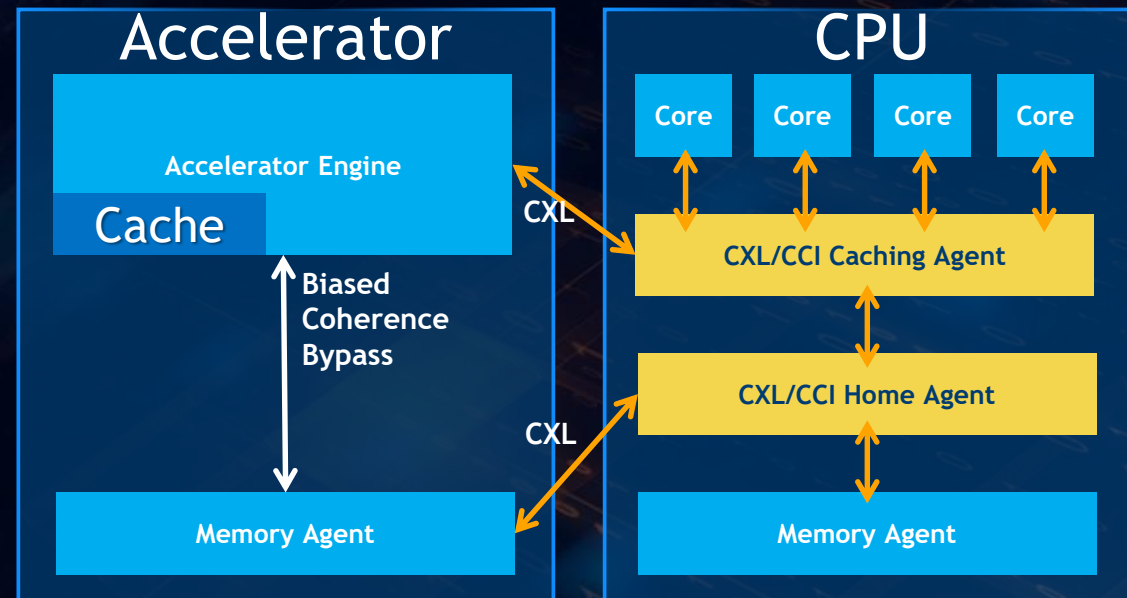 Accelerator
Accelerator Engine
Cache
Biased
Coherence
Bypass
Memory Agent
CXL
CXL
CPU
Core Core Core Core
CXL/CCI Caching Agent
CXL/CCI Home Agent
Memory Agent